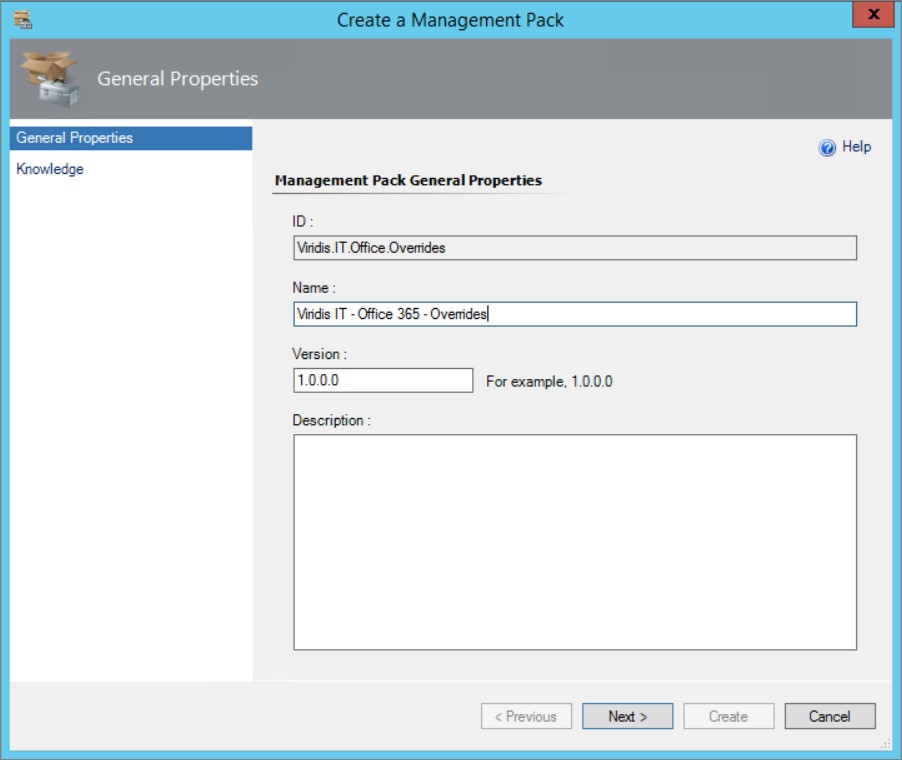 Create a Management Pack
x
General Properties
General Properties
Knowledge
Help
Management Pack General Properties
ID :
Viridis.IT.Office.Overrides
Name :
Viridis IT - Office 365 - Overrides
Version :
1.0.0.0 For example, 1.0.0.0
Description :
< Previous Next > Create Cancel